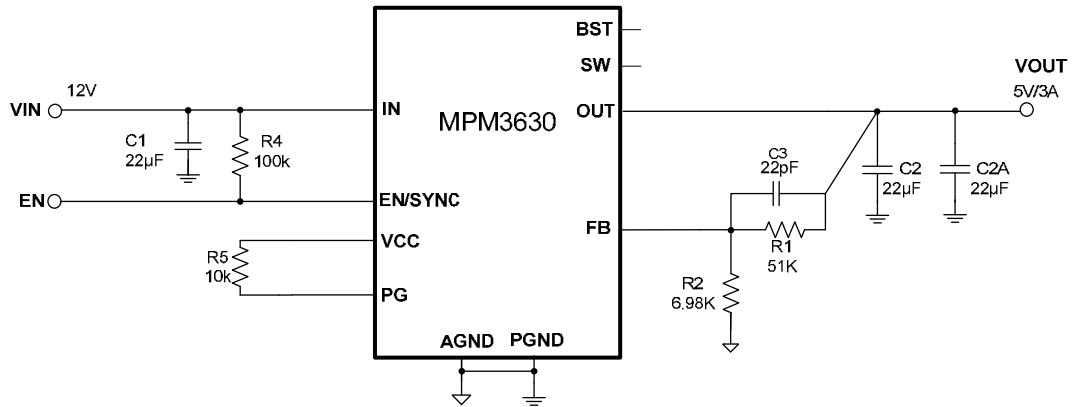 BST
SW
VOUT
5V/3A
12V
VIN
IN
MPM3630
OUT
C1
22µF
R4
100k
C3
22pF
C2
22µF
C2A
22µF
EN
EN/SYNC
FB
R1
51K
VCC
R5
10k
PG
R2
6.98K
AGND
PGND